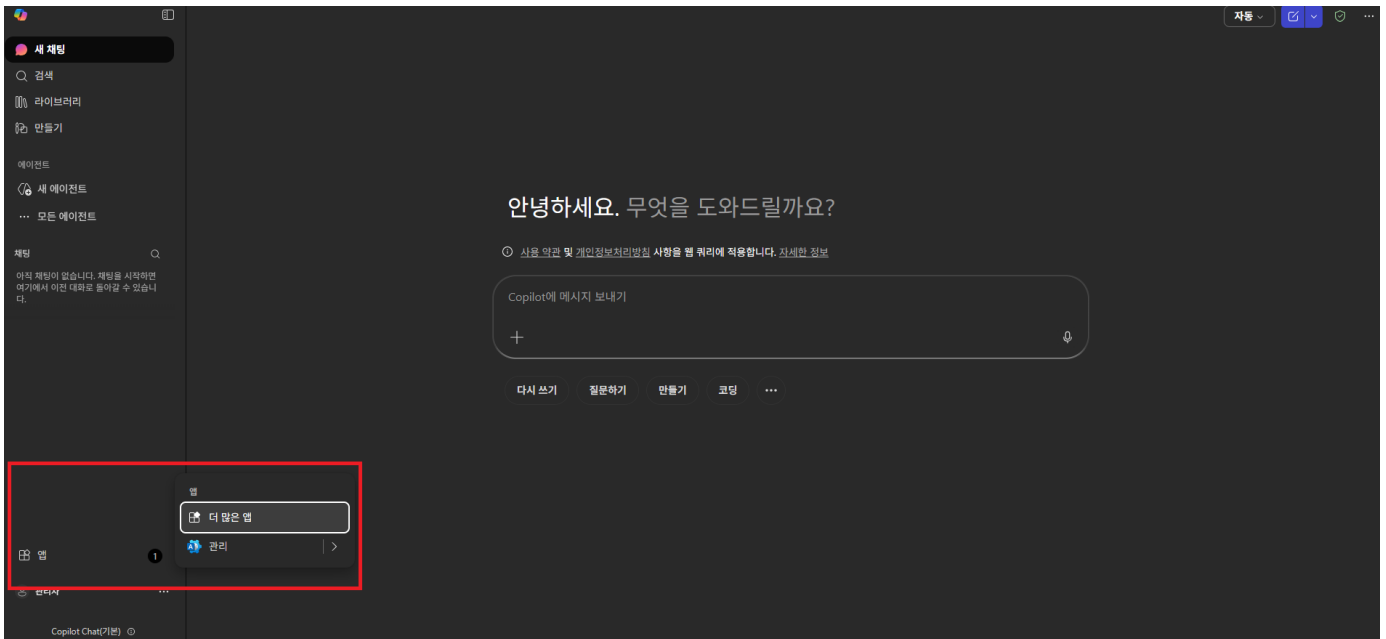 새 채팅
검색
라이브러리
만들기
에이전트
새 에이전트
모든 에이전트
채팅
아직 채팅이 없습니다. 채팅을 시작하면
여기에서 이전 대화로 돌아갈 수 있습니
다.
앱 1
관리자
Copilot Chat(기본)
앱
더 많은 앱
관리
자동
안녕하세요. 무엇을 도와드릴까요?
사용 약관 및 개인정보처리방침 사항을 웹 쿼리에 적용합니다. 자세한 정보
Copilot에 메시지 보내기
다시 쓰기 질문하기 만들기 코딩